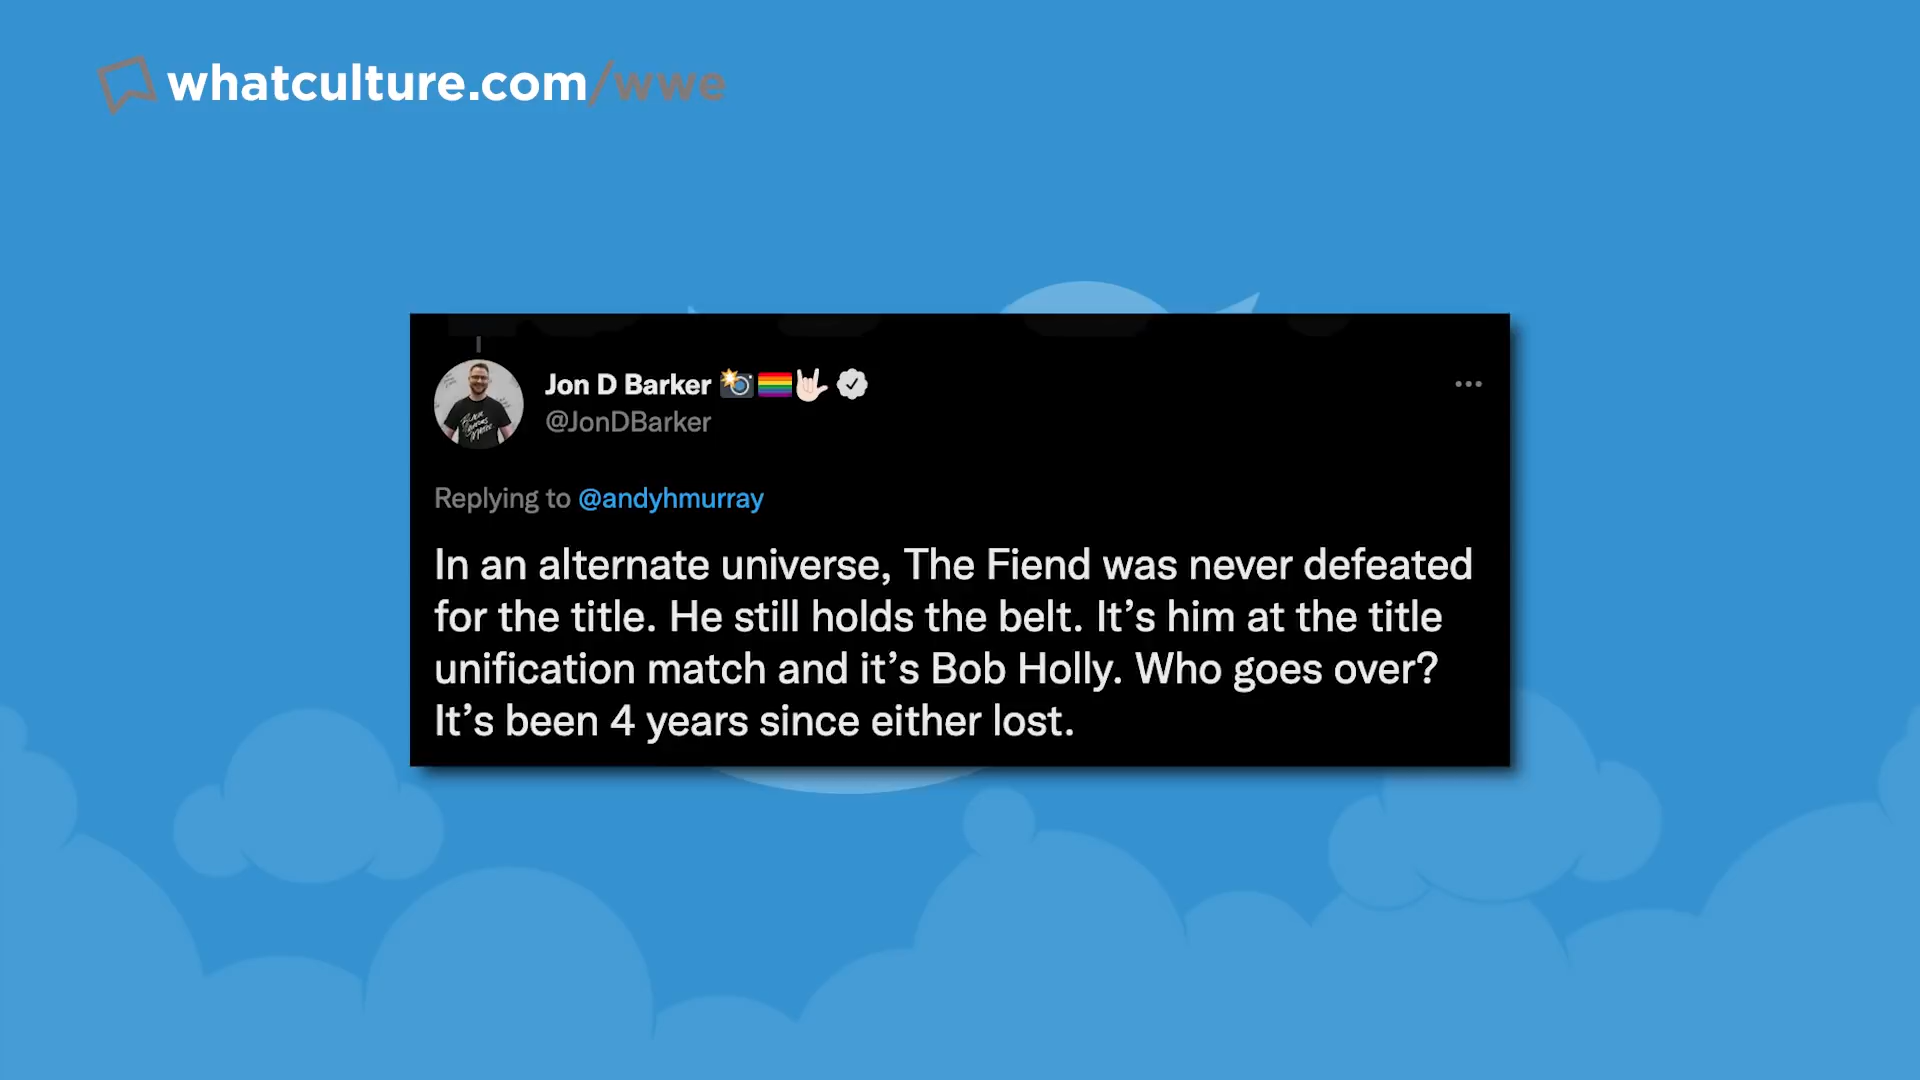 whatculture.com/wwe
Jon D Barker 📸🏳️‍🌈🤟🏻
@JonDBarker
Replying to @andyhmurray
In an alternate universe, The Fiend was never defeated
for the title. He still holds the belt. It’s him at the title
unification match and it’s Bob Holly. Who goes over?
It’s been 4 years since either lost.